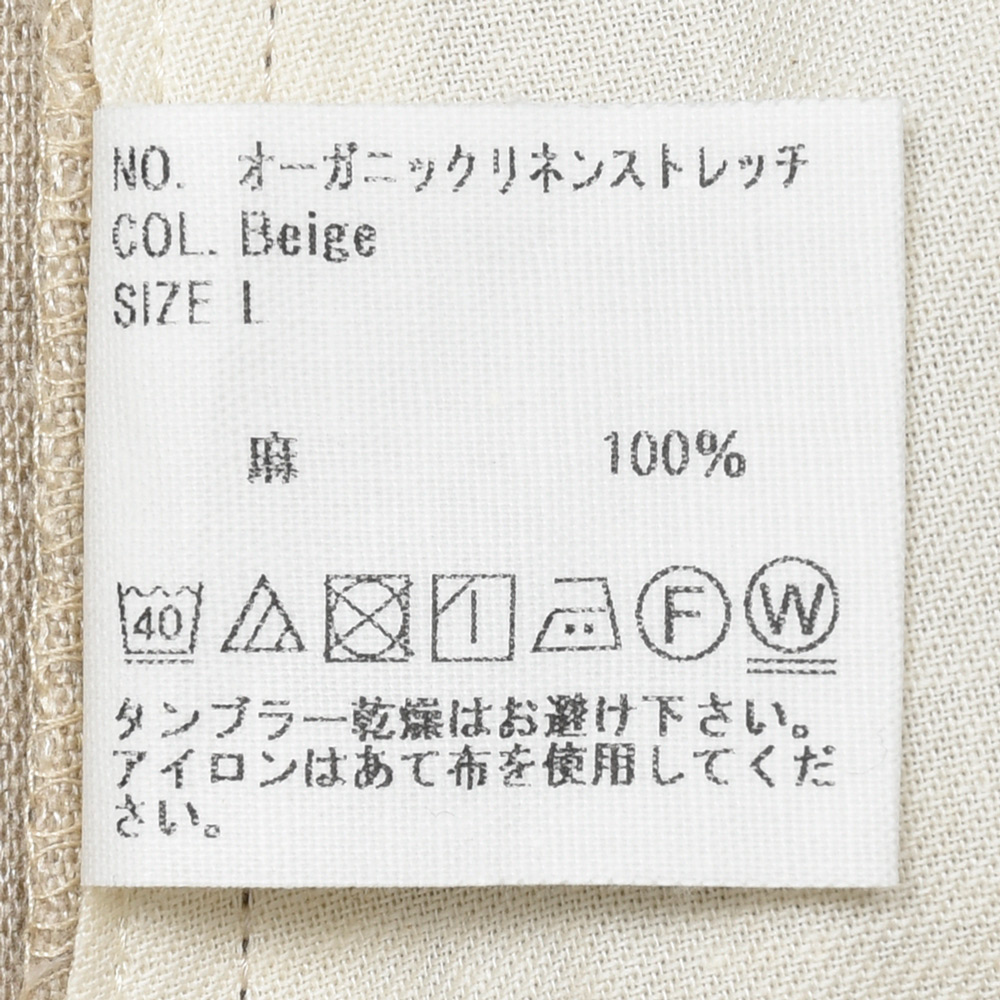 NO. オーガニックリネンストレッチ
COL. Beige
SIZE L
麻 100%
40 F W
タンブラー乾燥はお避け下さい。
アイロンはあて布を使用してくだ
さい。